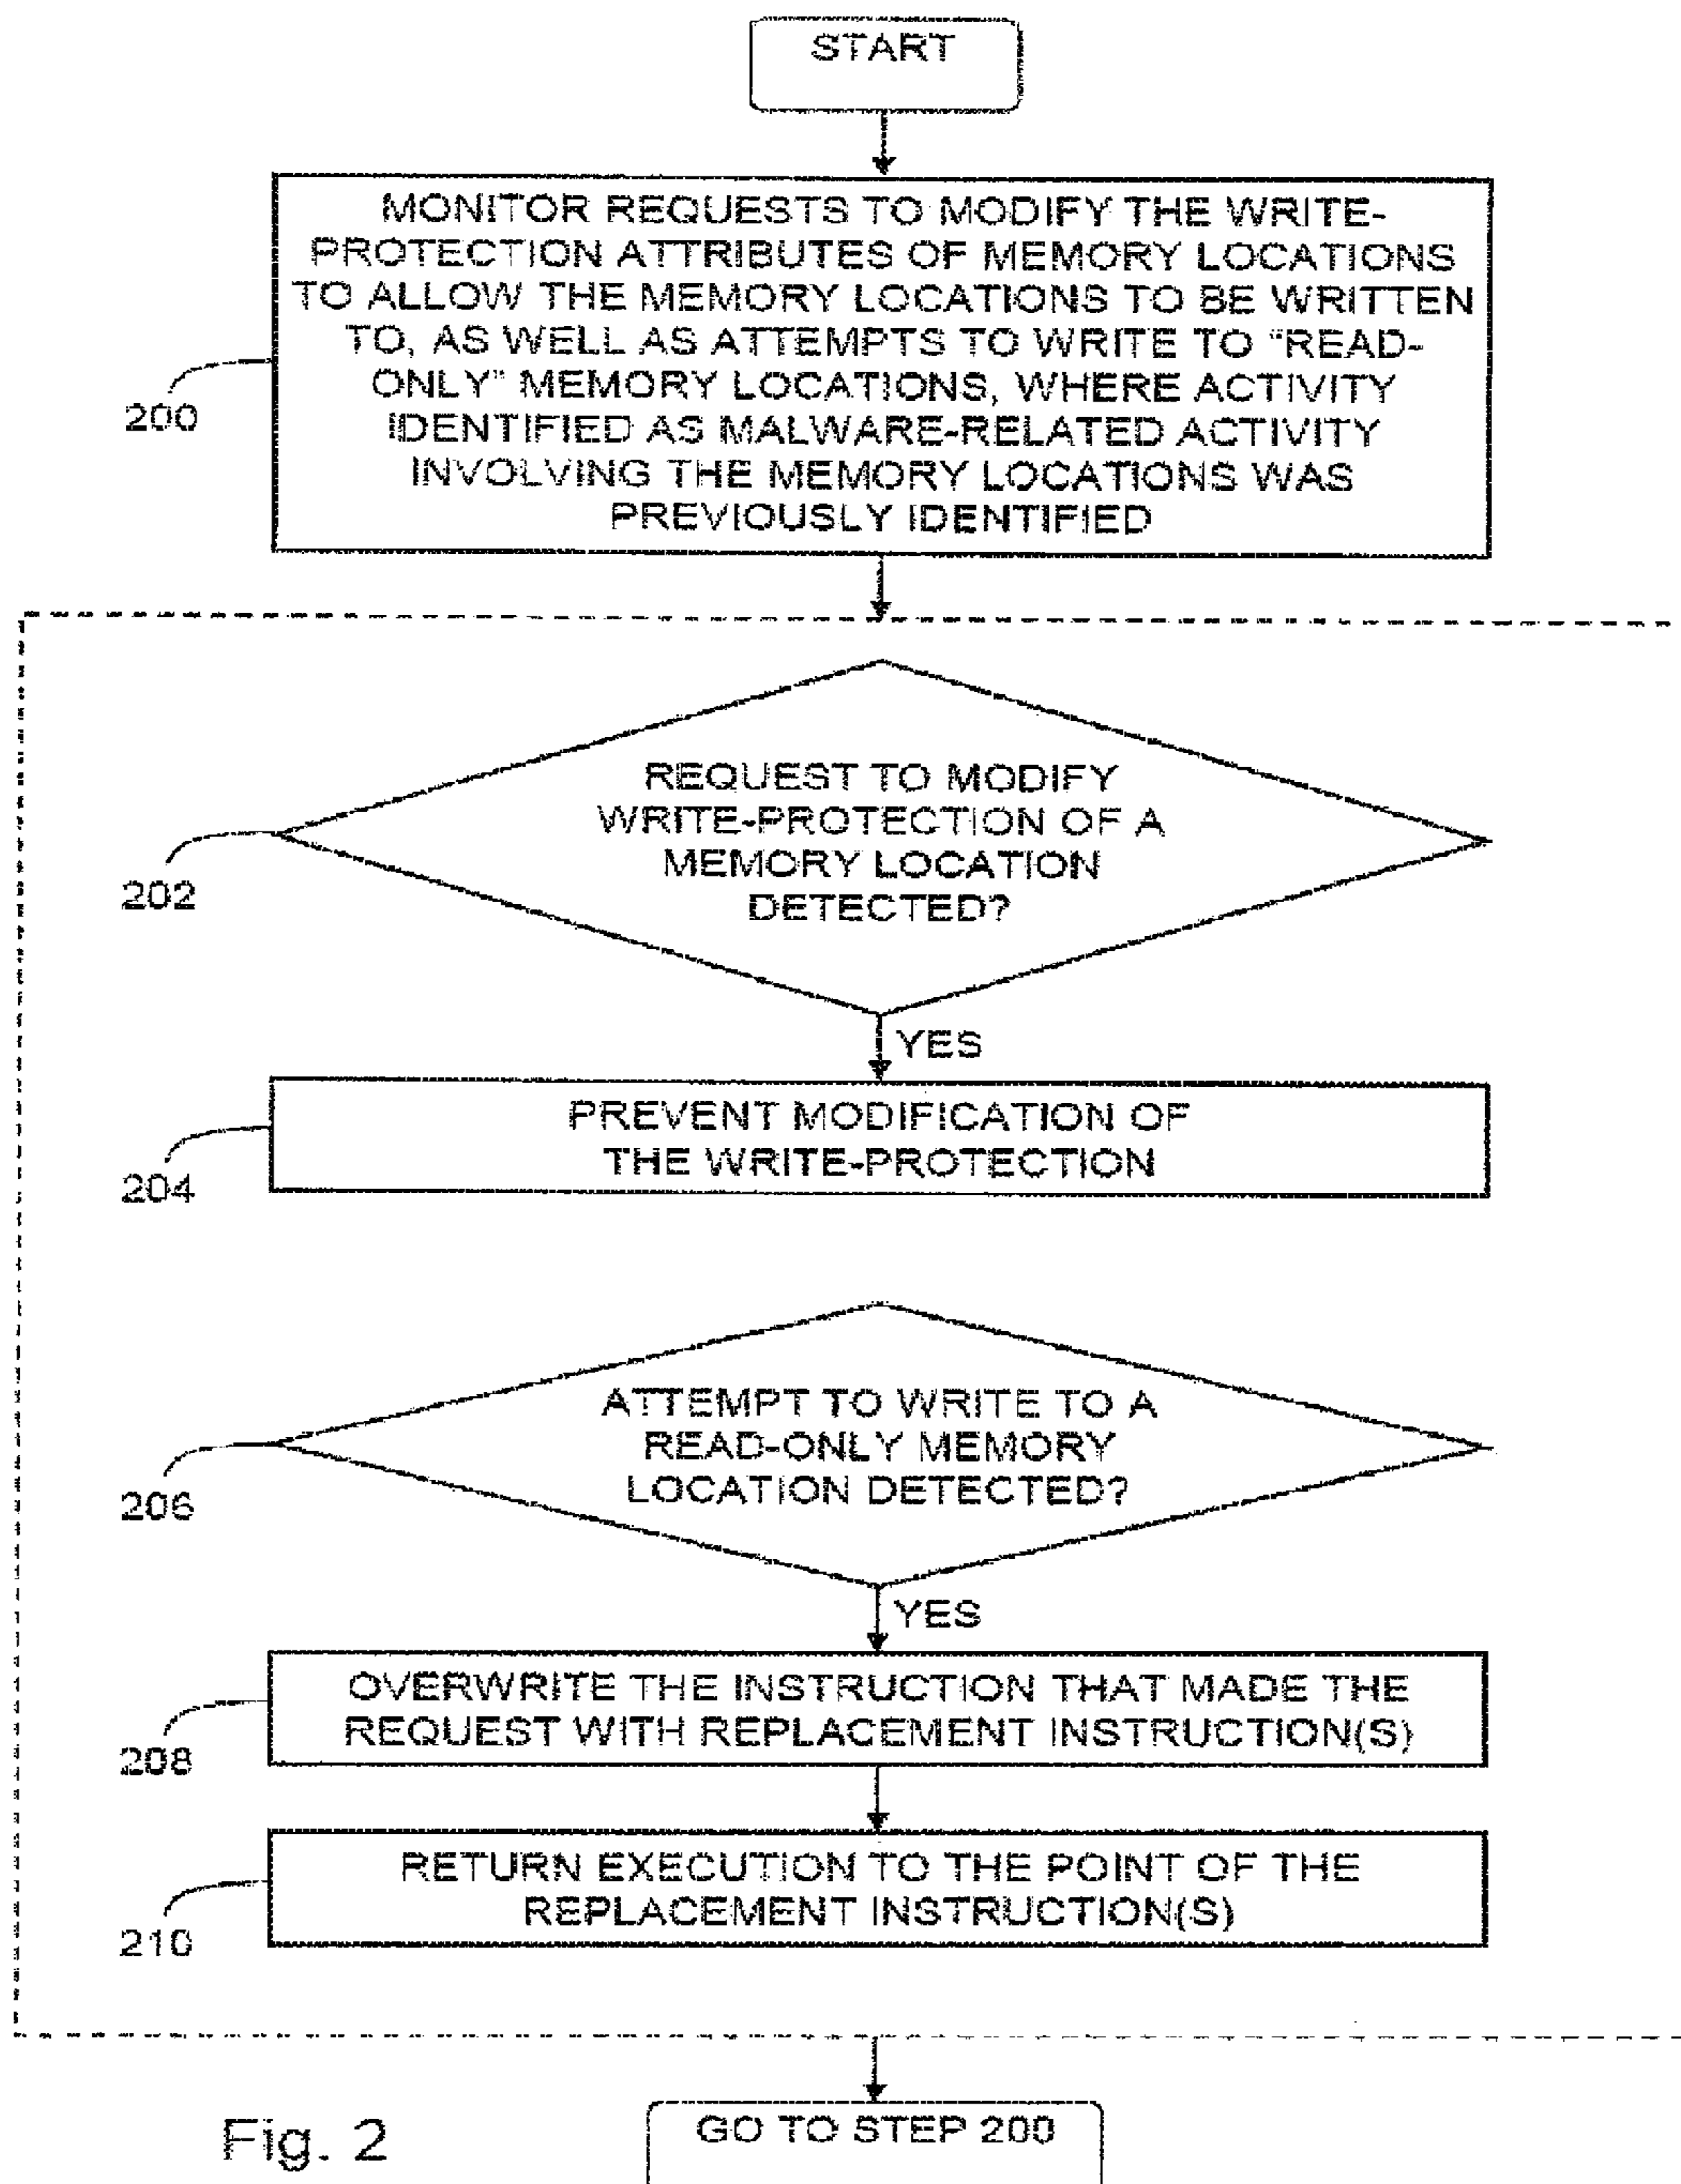 START
MONITOR REQUESTS TO MODIFY THE WRITE-
PROTECTION ATTRIBUTES OF MEMORY LOCATIONS
TO ALLOW THE MEMORY LOCATIONS TO BE WRITTEN
TO, AS WELL AS ATTEMPTS TO WRITE TO "READ-
ONLY" MEMORY LOCATIONS, WHERE ACTIVITY
IDENTIFIED AS MALWARE-RELATED ACTIVITY
INVOLVING THE MEMORY LOCATIONS WAS
PREVIOUSLY IDENTIFIED
200
REQUEST TO MODIFY
WRITE-PROTECTION OF A
MEMORY LOCATION
DETECTED?
202
YES
PREVENT MODIFICATION OF
THE WRITE-PROTECTION
204
ATTEMPT TO WRITE TO A
READ-ONLY MEMORY
LOCATION DETECTED?
206
YES
OVERWRITE THE INSTRUCTION THAT MADE THE
REQUEST WITH REPLACEMENT INSTRUCTION(S)
208
RETURN EXECUTION TO THE POINT OF THE
REPLACEMENT INSTRUCTION(S)
210
GO TO STEP 200
Fig. 2